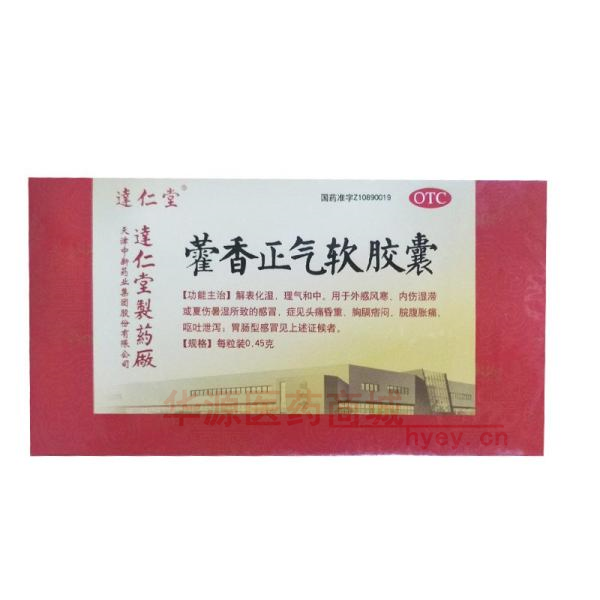 達仁堂®
国药准字Z10890019
OTC
達仁堂製药厰
天津中新药业集团股份有限公司
藿香正气软胶囊
【功能主治】解表化湿，理气和中。用于外感风寒、内伤湿滞
或夏伤暑湿所致的感冒，症见头痛昏重、胸膈痞闷、脘腹胀痛、
呕吐泄泻；胃肠型感冒见上述证候者。
【规格】每粒装0.45克
华源医药商城
hyey.cn